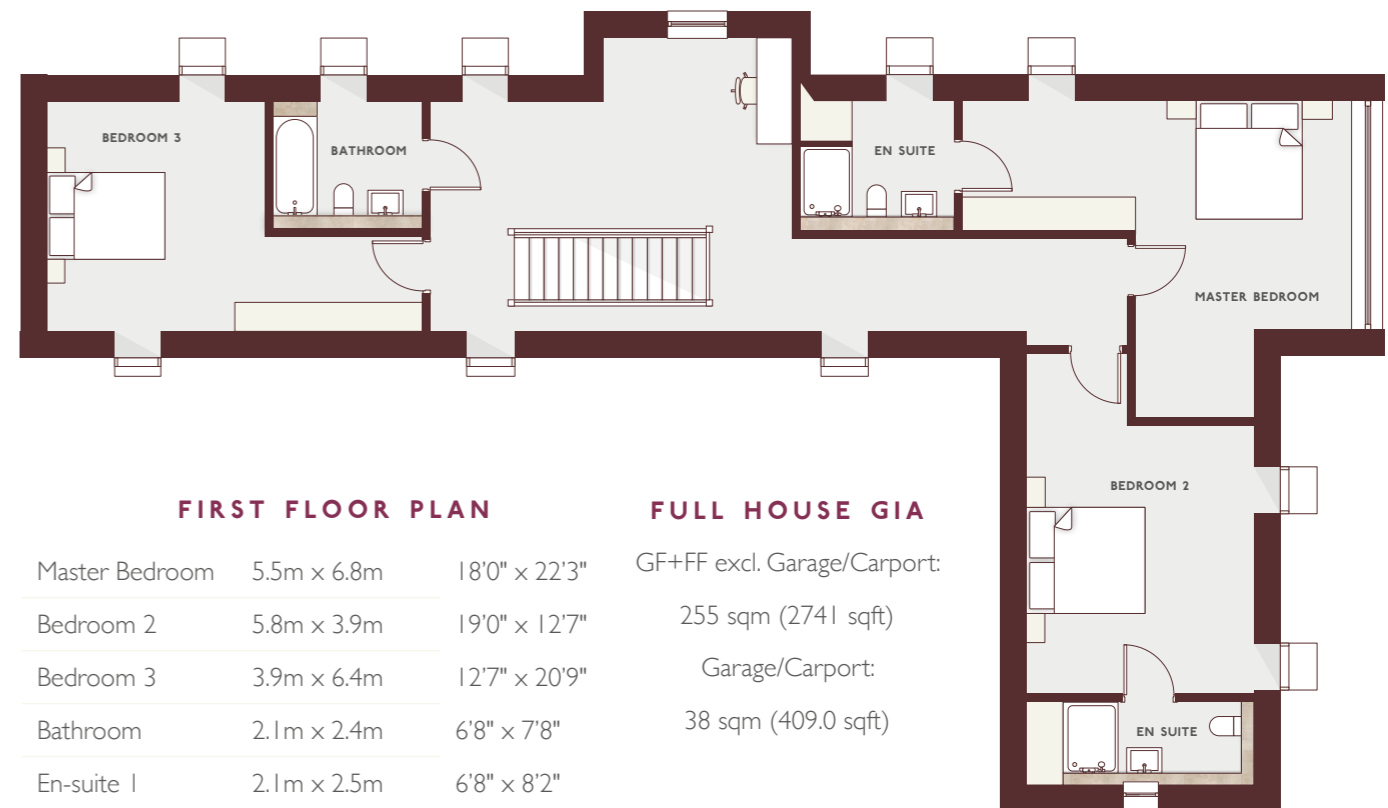 BEDROOM 3
BATHROOM
EN SUITE
MASTER BEDROOM
BEDROOM 2
EN SUITE
FIRST FLOOR PLAN
Master Bedroom 5.5m x 6.8m 18'0" x 22'3"
Bedroom 2 5.8m x 3.9m 19'0" x 12'7"
Bedroom 3 3.9m x 6.4m 12'7" x 20'9"
Bathroom 2.1m x 2.4m 6'8" x 7'8"
En-suite 1 2.1m x 2.5m 6'8" x 8'2"
FULL HOUSE GIA
GF+FF excl. Garage/Carport:
255 sqm (2741 sqft)
Garage/Carport:
38 sqm (409.0 sqft)